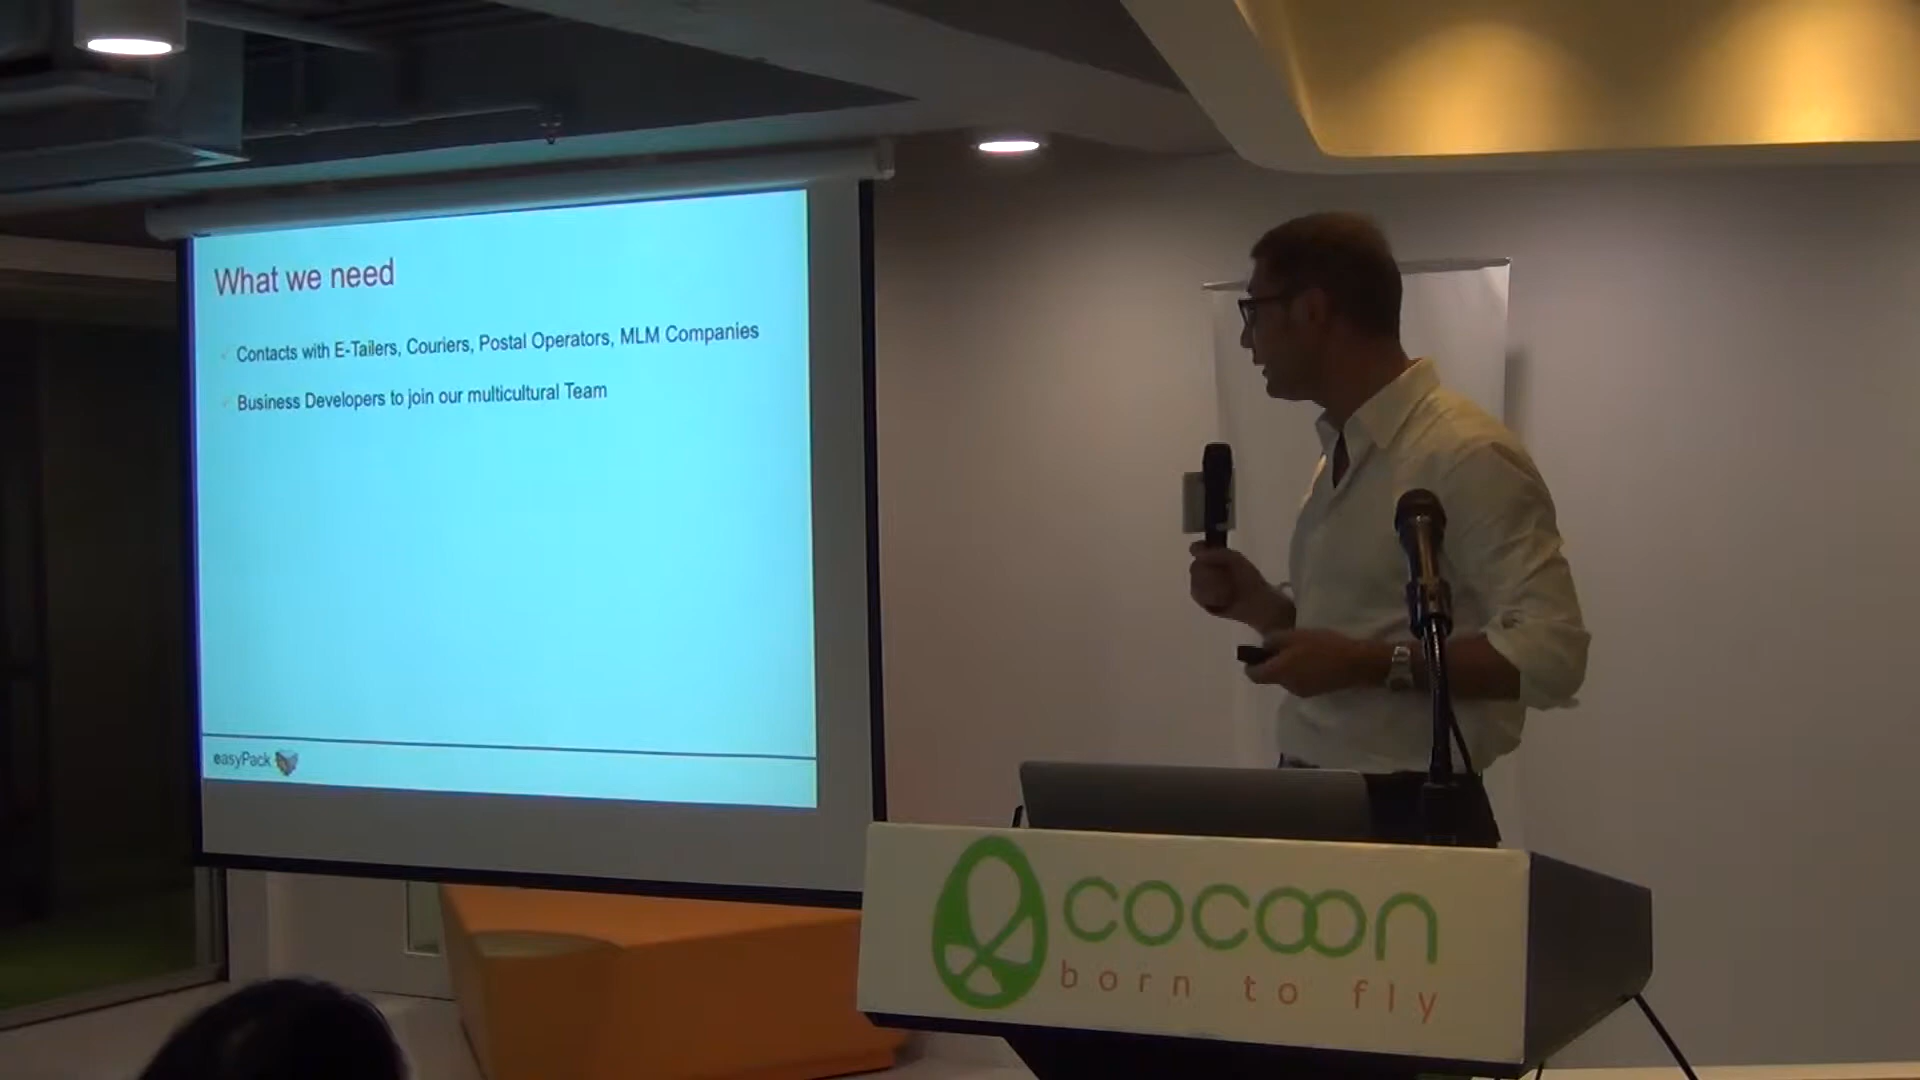 What we need
Contacts with E-Tailers, Couriers, Postal Operators, MLM Companies
Business Developers to join our multicultural Team
easyPack
cocoon
born to fly